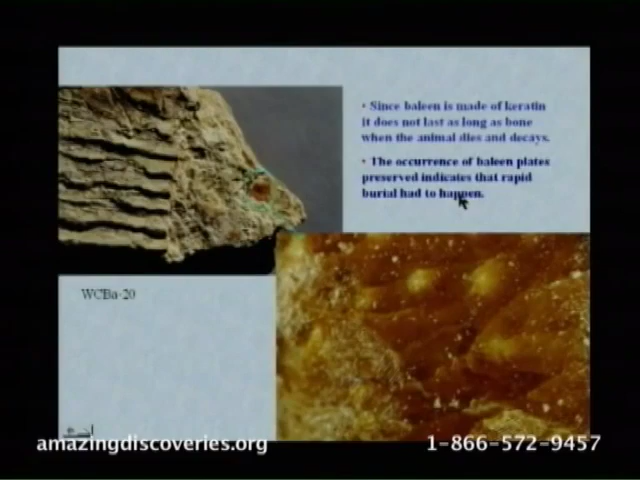 • Since baleen is made of keratin
it does not last as long as bone
when the animal dies and decays.
• The occurrence of baleen plates
preserved indicates that rapid
burial had to happen.
WCBa-20
amazingdiscoveries.org
1-866-572-9457